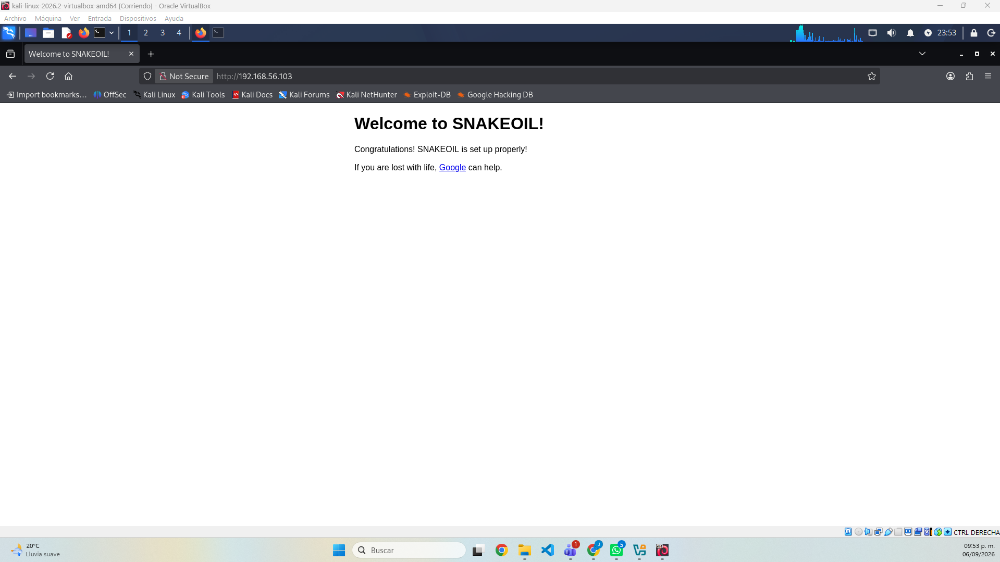 kali-linux-2026.2-virtualbox-amd64 [Corriendo] - Oracle VirtualBox
Archivo Máquina Ver Entrada Dispositivos Ayuda
1 2 3 4 23:53
Welcome to SNAKEOIL!
Not Secure http://192.168.56.103
Import bookmarks... OffSec Kali Linux Kali Tools Kali Docs Kali Forums Kali NetHunter Exploit-DB Google Hacking DB
Welcome to SNAKEOIL!
Congratulations! SNAKEOIL is set up properly!
If you are lost with life, Google can help.
CTRL DERECHA
20°C
Lluvia suave
Buscar
1
J
5
09:53 p. m.
06/09/2026